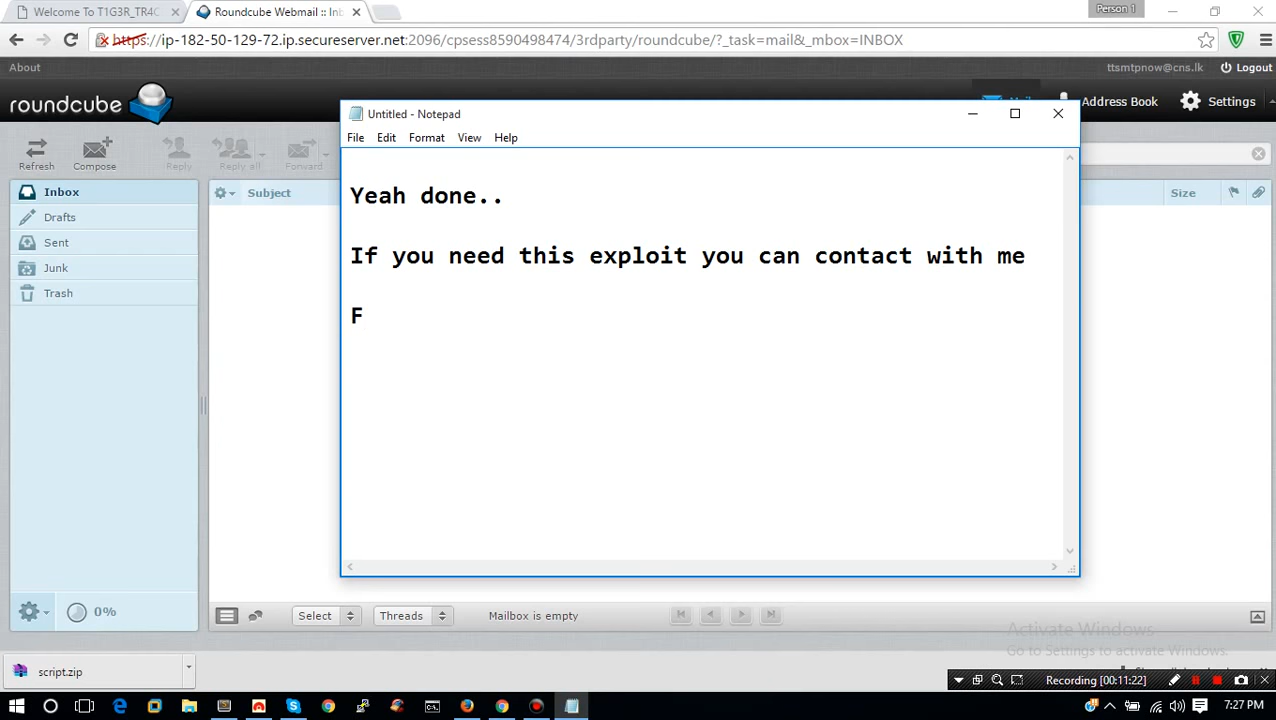 Welcome To T1G3R_TR4C
Roundcube Webmail :: Inb
Person 1
https://ip-182-50-129-72.ip.secureserver.net:2096/cpsess8590498474/3rdparty/roundcube/?_task=mail&_mbox=INBOX
About
ttsmtpnow@cns.lk
Logout
roundcube
Address Book
Settings
Refresh
Compose
Reply
Reply all
Forward
Inbox
Drafts
Sent
Junk
Trash
Subject
Size
Untitled - Notepad
File Edit Format View Help
Yeah done..
If you need this exploit you can contact with me
F
0%
Select
Threads
Mailbox is empty
Activate Windows
Go to Settings to activate Windows.
script.zip
Recording [00:11:22]
7:27 PM